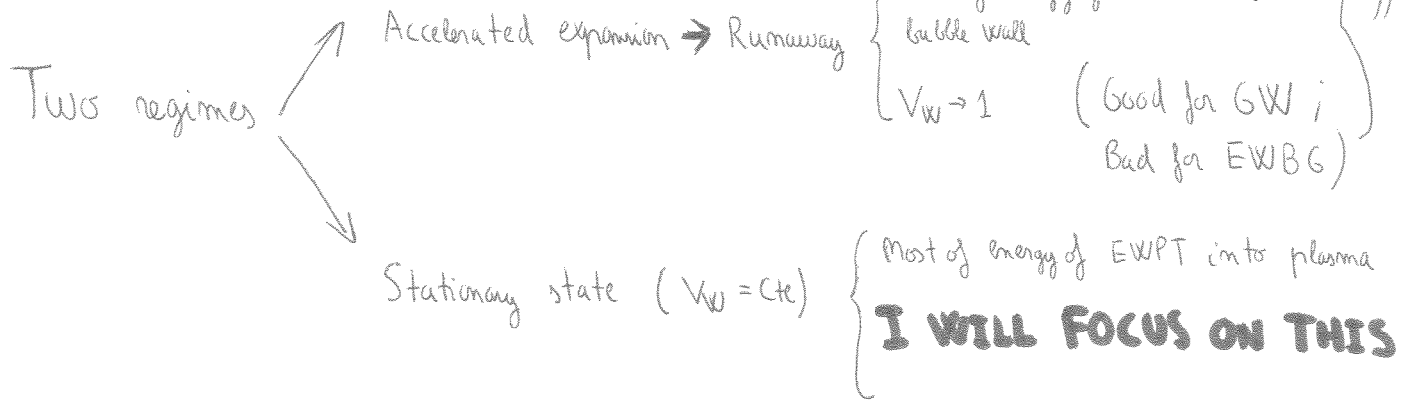 Accelerated expansion → Runaway
bubble wall
Two regimes
V_W → 1 (Good for GW ;
Bad for EWBG)
Most of energy of EWPT into plasma
Stationary state (V_W = Cte)
I WILL FOCUS ON THIS